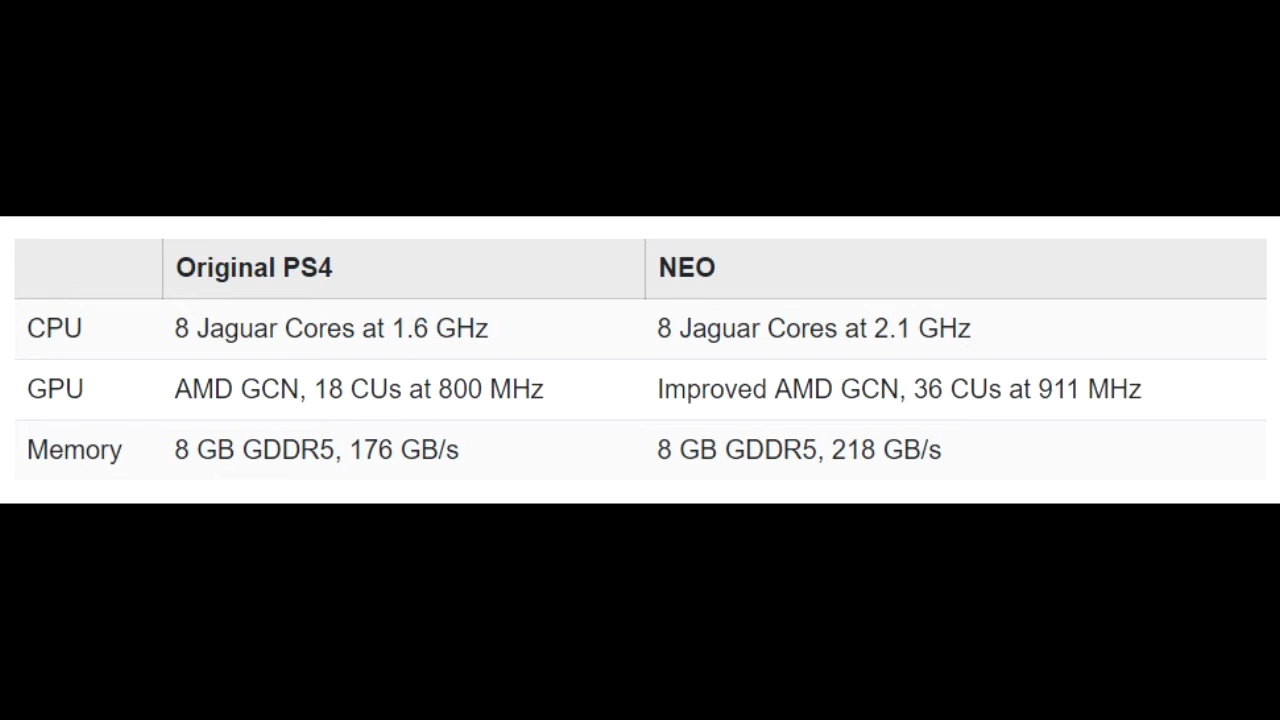 Original PS4 NEO
CPU 8 Jaguar Cores at 1.6 GHz 8 Jaguar Cores at 2.1 GHz
GPU AMD GCN, 18 CUs at 800 MHz Improved AMD GCN, 36 CUs at 911 MHz
Memory 8 GB GDDR5, 176 GB/s 8 GB GDDR5, 218 GB/s